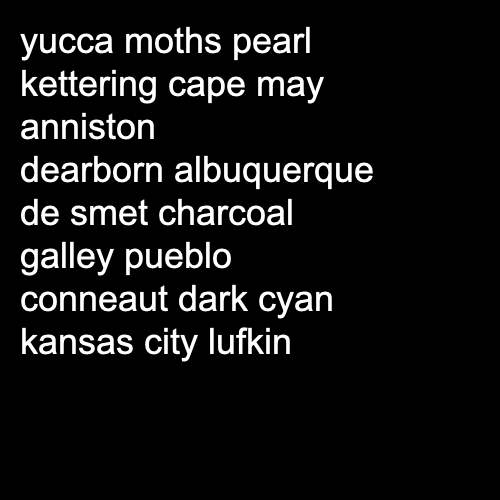 yucca moths pearl
kettering cape may
anniston
dearborn albuquerque
de smet charcoal
galley pueblo
conneaut dark cyan
kansas city lufkin